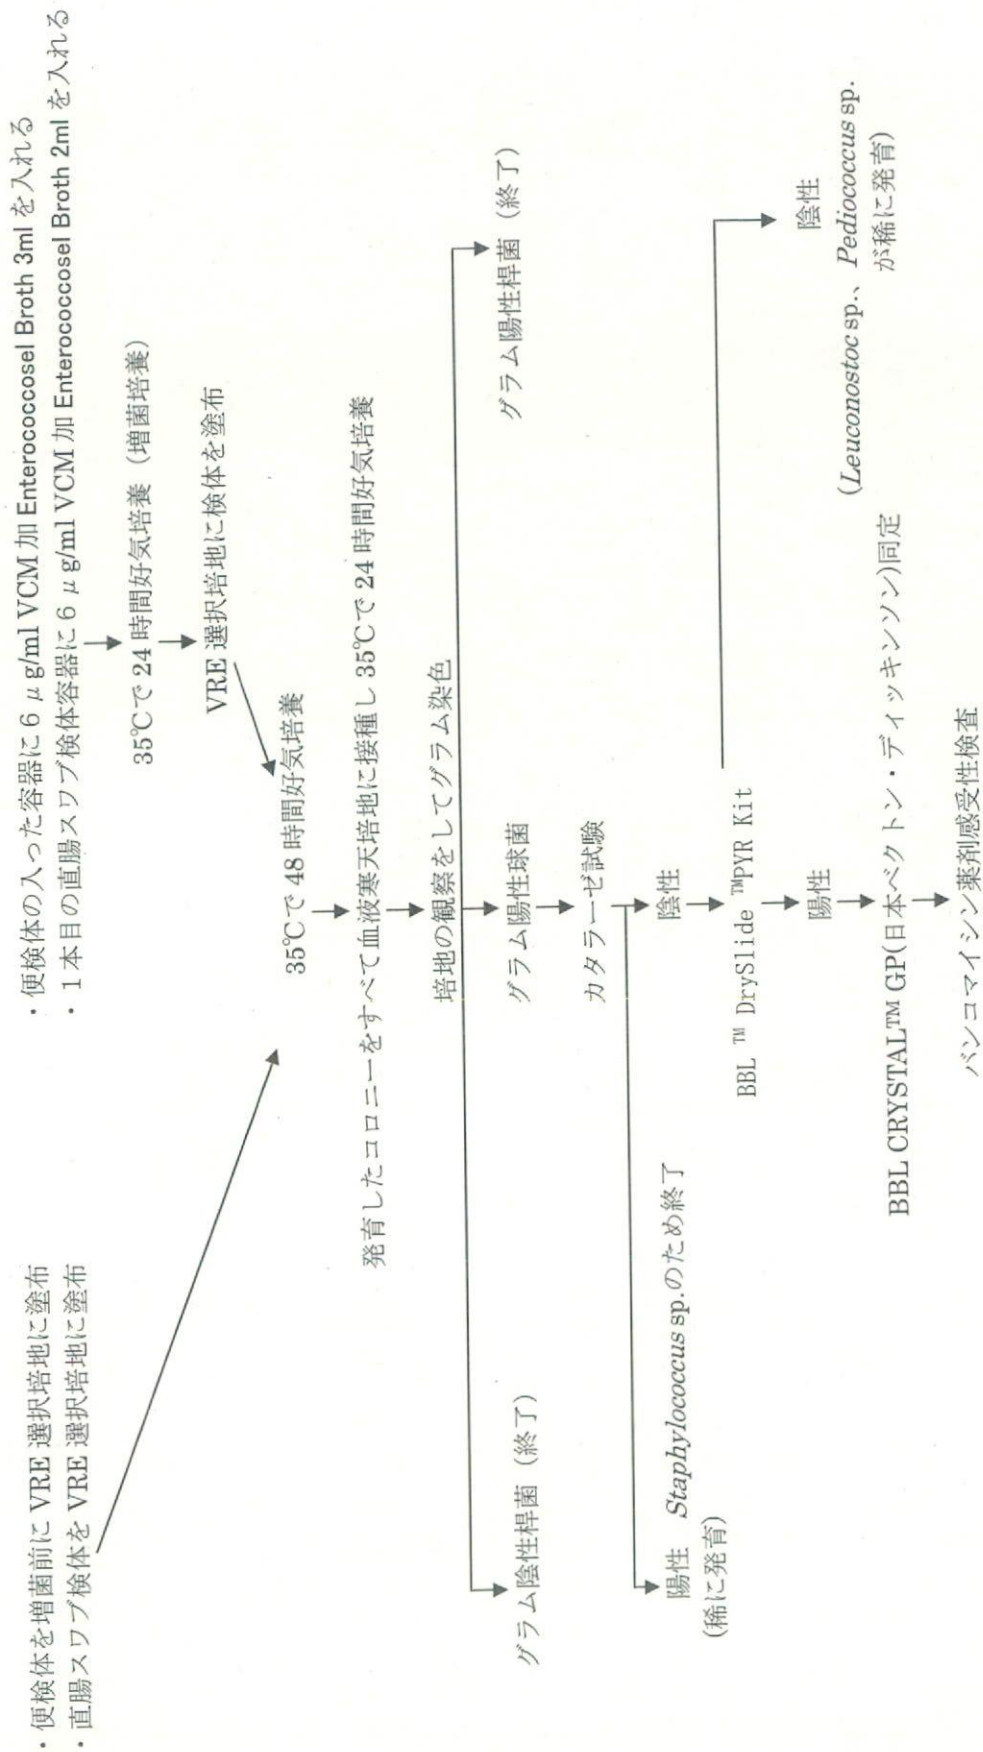 ・便検体を増菌前に VRE 選択培地に塗布
・直腸スワブ検体を VRE 選択培地に塗布
・便検体の入った容器に６μg/ml VCM 加 Enterococcosel Broth 3ml を入れる
・１本目の直腸スワブ検体容器に６μg/ml VCM 加 Enterococcosel Broth 2ml を入れる
35℃で 24 時間好気培養（増菌培養）
VRE 選択培地に検体を塗布
35℃で 48 時間好気培養
発育したコロニーをすべて血液寒天培地に接種し 35℃で 24 時間好気培養
培地の観察をしてグラム染色
グラム陰性桿菌（終了）
グラム陽性球菌
グラム陽性桿菌（終了）
カタラーゼ試験
陽性 Staphylococcus sp.のため終了
(稀に発育)
陰性
BBL ™ DrySlide ™PYR Kit
陽性
陰性
(Leuconostoc sp.、Pediococcus sp.
が稀に発育)
BBL CRYSTAL™ GP(日本ベクトン・ディッキンソン)同定
バンコマイシン薬剤感受性検査